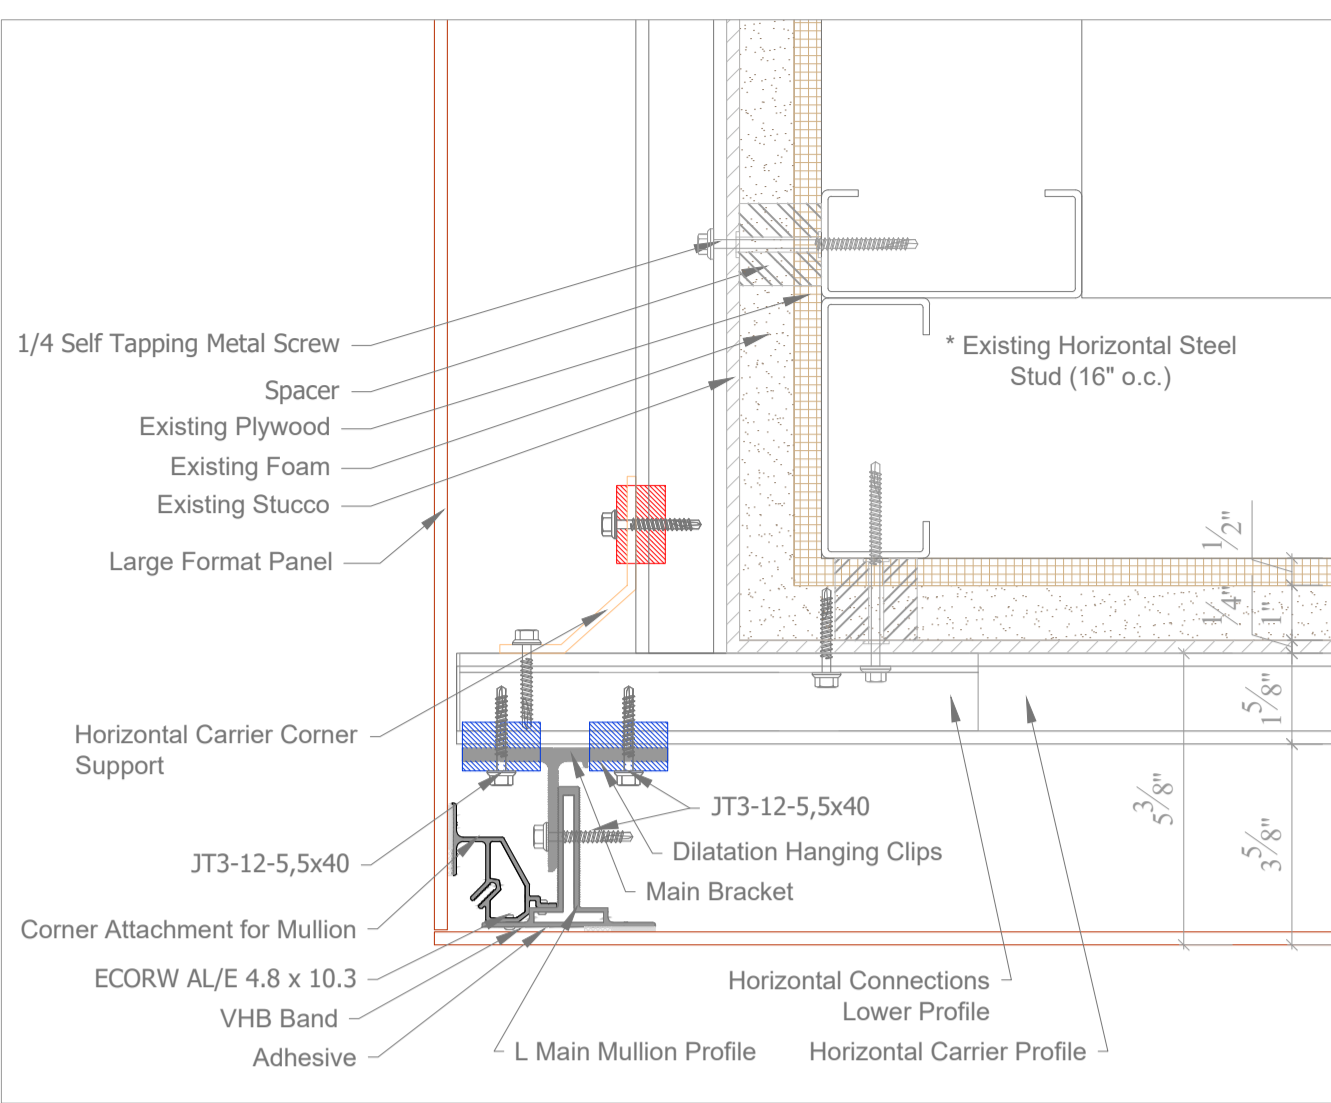 1/4 Self Tapping Metal Screw
Spacer
Existing Plywood
Existing Foam
Existing Stucco
Large Format Panel
* Existing Horizontal Steel
Stud (16" o.c.)
Horizontal Carrier Corner
Support
JT3-12-5,5x40
Corner Attachment for Mullion
ECORW AL/E 4.8 x 10.3
VHB Band
Adhesive
JT3-12-5,5x40
Dilatation Hanging Clips
Main Bracket
L Main Mullion Profile
Horizontal Connections
Lower Profile
Horizontal Carrier Profile
1/2"
1/4"
1"
1 5/8"
5 3/8"
3 5/8"